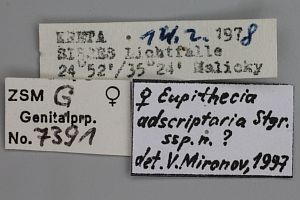 KRETA 14.2. 1978
SISSES Lichtfalle
24°52'/35°24' Malicky
ZSM G ♀
Genitalprp.
No. 7391
♀ Eupithecia
adscriptaria Stgr.
ssp. n. ?
det. V. Mironov, 1997